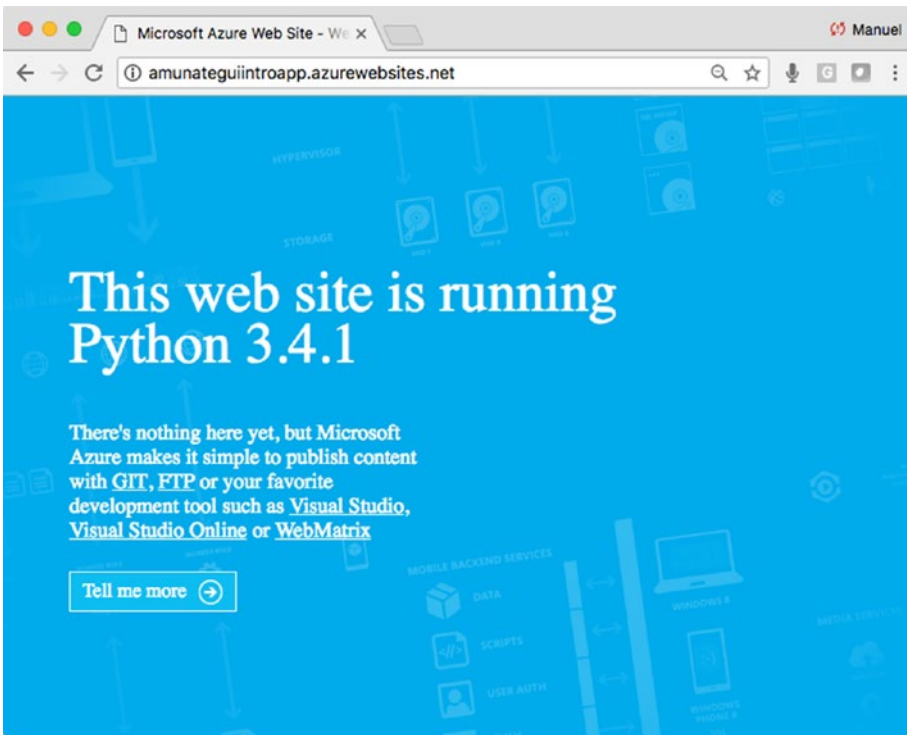 Microsoft Azure Web Site - We
Manuel
amunateguiintroapp.azurewebsites.net
HYPERVISOR
STORAGE
This web site is running
Python 3.4.1
There's nothing here yet, but Microsoft
Azure makes it simple to publish content
with GIT, FTP or your favorite
development tool such as Visual Studio,
Visual Studio Online or WebMatrix
Tell me more
MOBILE BACKEND SERVICES
DATA
SCRIPTS
USER AUTH
WINDOWS 8
WINDOWS
PHONE 8
MEDIA SERVICES